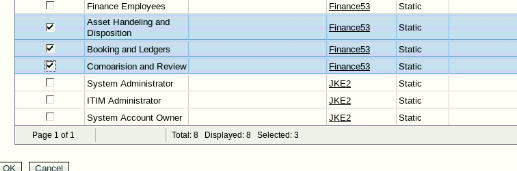 Finance Employees Finance53 Static
Asset Handeling and
Disposition Finance53 Static
Booking and Ledgers Finance53 Static
Comoarision and Review Finance53 Static
System Administrator JKE2 Static
ITIM Administrator JKE2 Static
System Account Owner JKE2 Static
Page 1 of 1 Total: 8 Displayed: 8 Selected: 3
OK Cancel